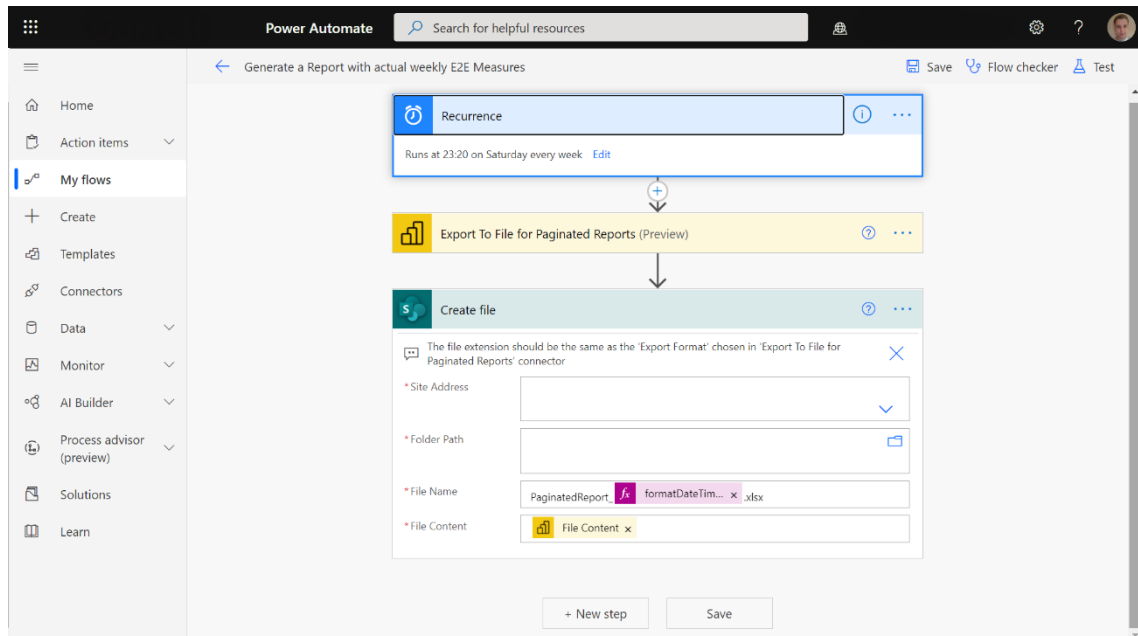 Power Automate
Search for helpful resources
?
Generate a Report with actual weekly E2E Measures
Save
Flow checker
Test
Home
Action items
My flows
Create
Templates
Connectors
Data
Monitor
AI Builder
Process advisor
(preview)
Solutions
Learn
Recurrence
Runs at 23:20 on Saturday every week Edit
Export To File for Paginated Reports (Preview)
S
Create file
The file extension should be the same as the 'Export Format' chosen in 'Export To File for
Paginated Reports' connector
*Site Address
*Folder Path
*File Name
PaginatedReport_ fx formatDateTim... x .xlsx
*File Content
File Content x
+ New step
Save